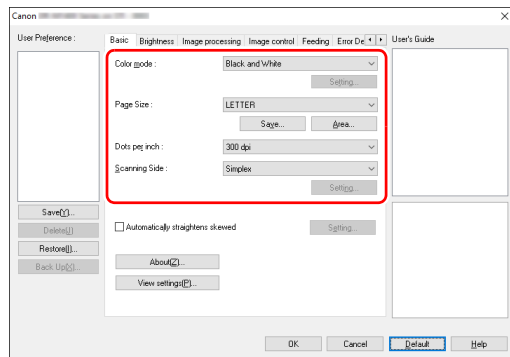 Canon
User Preference :
Basic Brightness Image processing Image control Feeding Error De
User's Guide
Color mode : Black and White
Setting...
Page Size : LETTER
Save... Area...
Dots per inch : 300 dpi
Scanning Side : Simplex
Setting...
Save(Y)...
Delete(J)
Restore(I)...
Back Up(X)...
Automatically straightens skewed Setting...
About(Z)...
View settings(P)...
OK Cancel Default Help